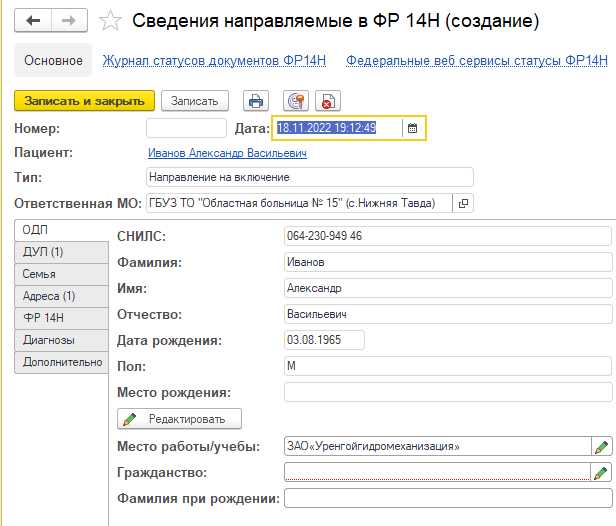 Сведения направляемые в ФР 14Н (создание)
Основное Журнал статусов документов ФР14Н Федеральные веб сервисы статусы ФР14Н
Записать и закрыть Записать
Номер: Дата: 18.11.2022 19:12:49
Пациент: Иванов Александр Васильевич
Тип: Направление на включение
Ответственная МО: ГБУЗ ТО "Областная больница № 15" (с.Нижняя Тавда)
ОДП
ДУЛ (1)
Семья
Адреса (1)
ФР 14Н
Диагнозы
Дополнительно
СНИЛС: 064-230-949 46
Фамилия: Иванов
Имя: Александр
Отчество: Васильевич
Дата рождения: 03.08.1965
Пол: М
Место рождения:
Редактировать
Место работы/учебы: ЗАО«Уренгойгидромеханизация»
Гражданство:
Фамилия при рождении: